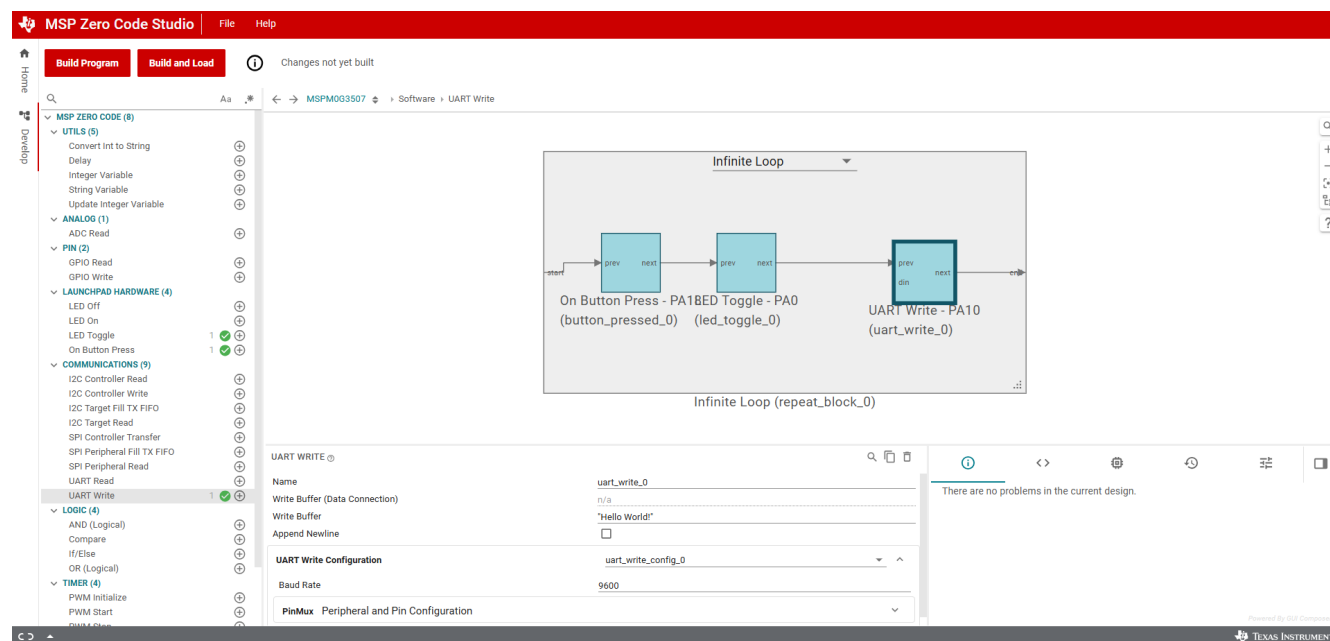 MSP Zero Code Studio File Help
Build Program Build and Load Changes not yet built
Home
Develop
Aa .* MSPM0G3507 Software UART Write
MSP ZERO CODE (8)
UTILS (5)
Convert Int to String
Delay
Integer Variable
String Variable
Update Integer Variable
ANALOG (1)
ADC Read
PIN (2)
GPIO Read
GPIO Write
LAUNCHPAD HARDWARE (4)
LED Off
LED On
LED Toggle 1
On Button Press 1
COMMUNICATIONS (9)
I2C Controller Read
I2C Controller Write
I2C Target Fill TX FIFO
I2C Target Read
SPI Controller Transfer
SPI Peripheral Fill TX FIFO
SPI Peripheral Read
UART Read
UART Write 1
LOGIC (4)
AND (Logical)
Compare
If/Else
OR (Logical)
TIMER (4)
PWM Initialize
PWM Start
PWM Stop
Infinite Loop
start prev next prev next prev next end
din
On Button Press - PA18 LED Toggle - PA0 UART Write - PA10
(button_pressed_0) (led_toggle_0) (uart_write_0)
Infinite Loop (repeat_block_0)
UART WRITE
Name uart_write_0
Write Buffer (Data Connection) n/a
Write Buffer "Hello World!"
Append Newline
UART Write Configuration uart_write_config_0
Baud Rate 9600
PinMux Peripheral and Pin Configuration
There are no problems in the current design.
Powered By GUI Composer
TEXAS INSTRUMEN